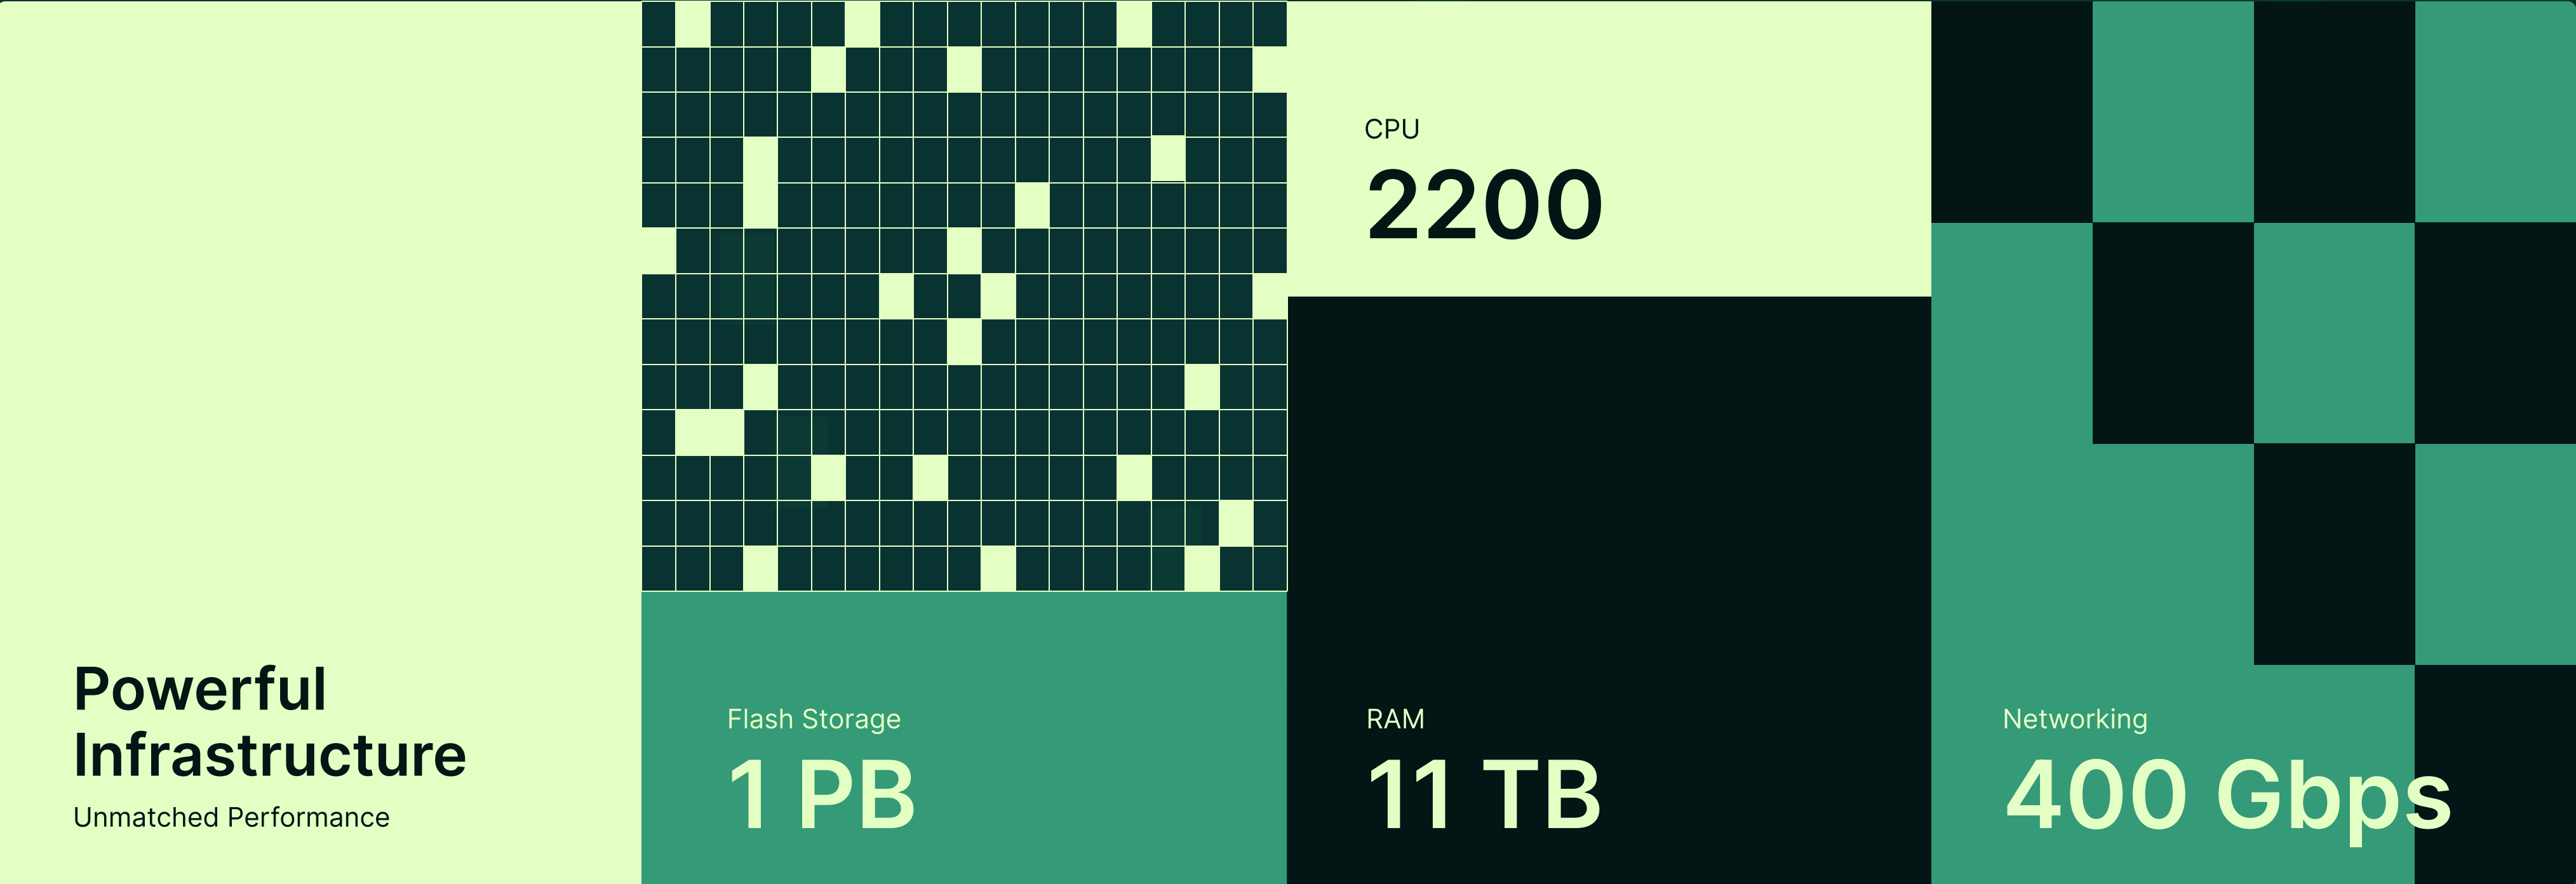 Powerful
Infrastructure
Unmatched Performance
Flash Storage
1 PB
CPU
2200
RAM
11 TB
Networking
400 Gbps